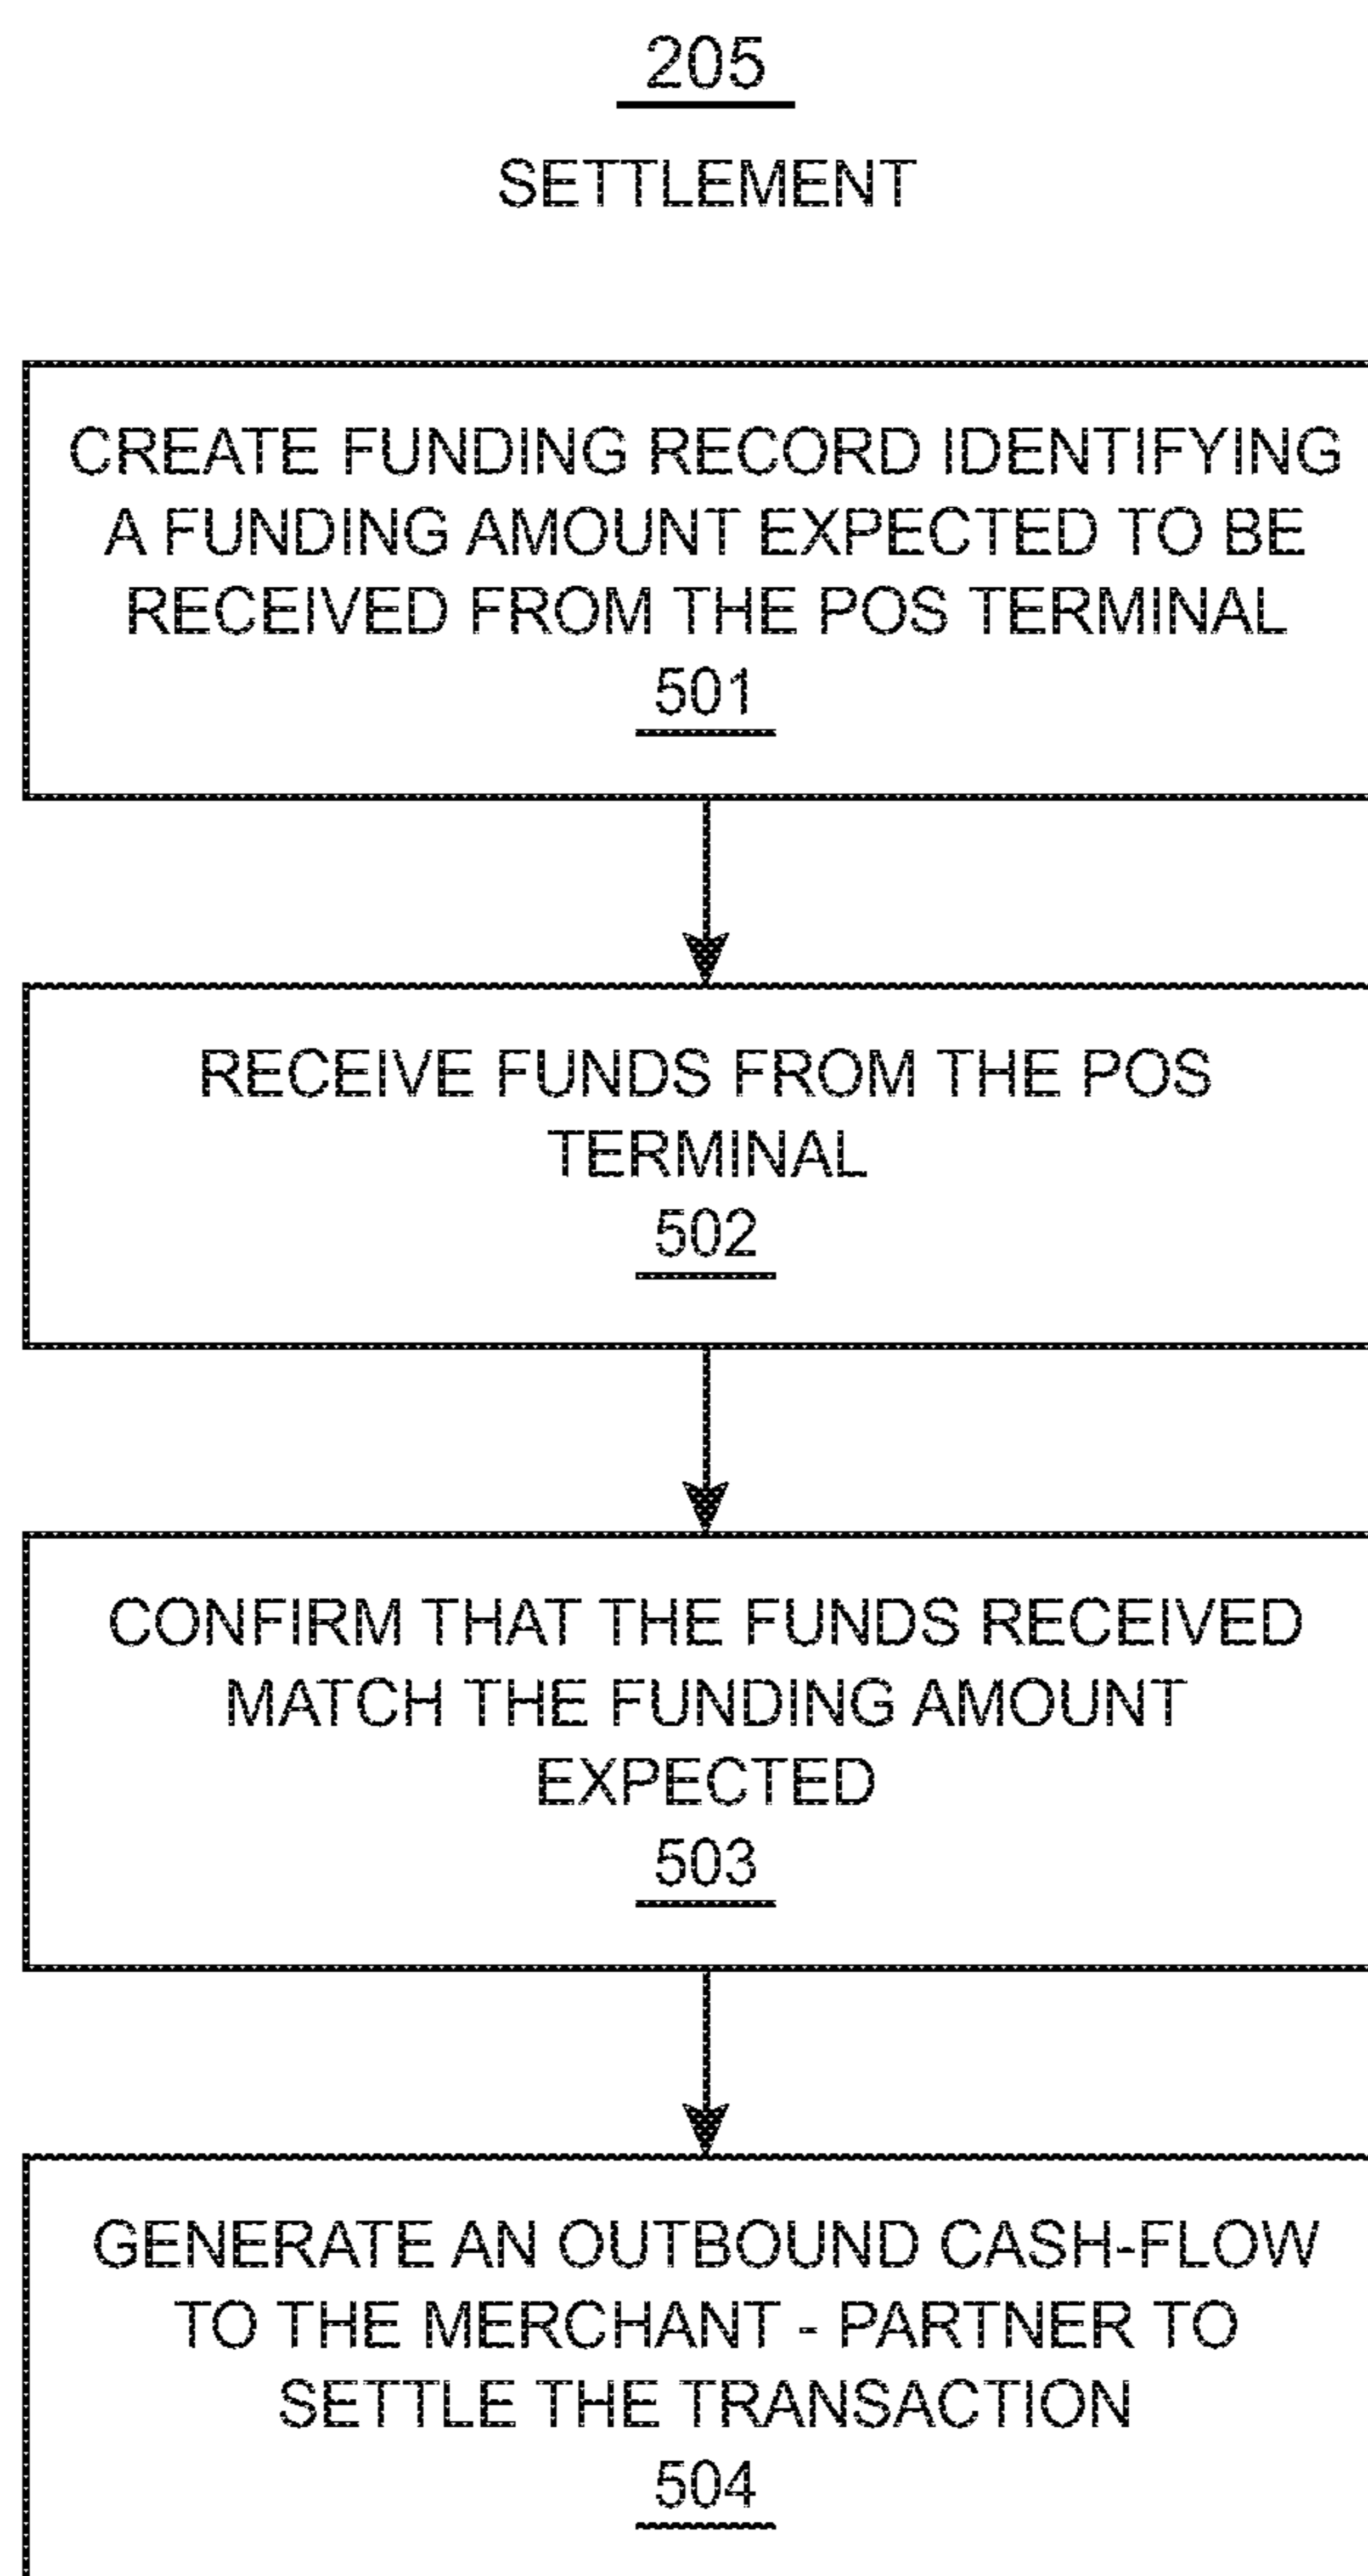 205
SETTLEMENT
CREATE FUNDING RECORD IDENTIFYING
A FUNDING AMOUNT EXPECTED TO BE
RECEIVED FROM THE POS TERMINAL
501
RECEIVE FUNDS FROM THE POS
TERMINAL
502
CONFIRM THAT THE FUNDS RECEIVED
MATCH THE FUNDING AMOUNT
EXPECTED
503
GENERATE AN OUTBOUND CASH-FLOW
TO THE MERCHANT - PARTNER TO
SETTLE THE TRANSACTION
504